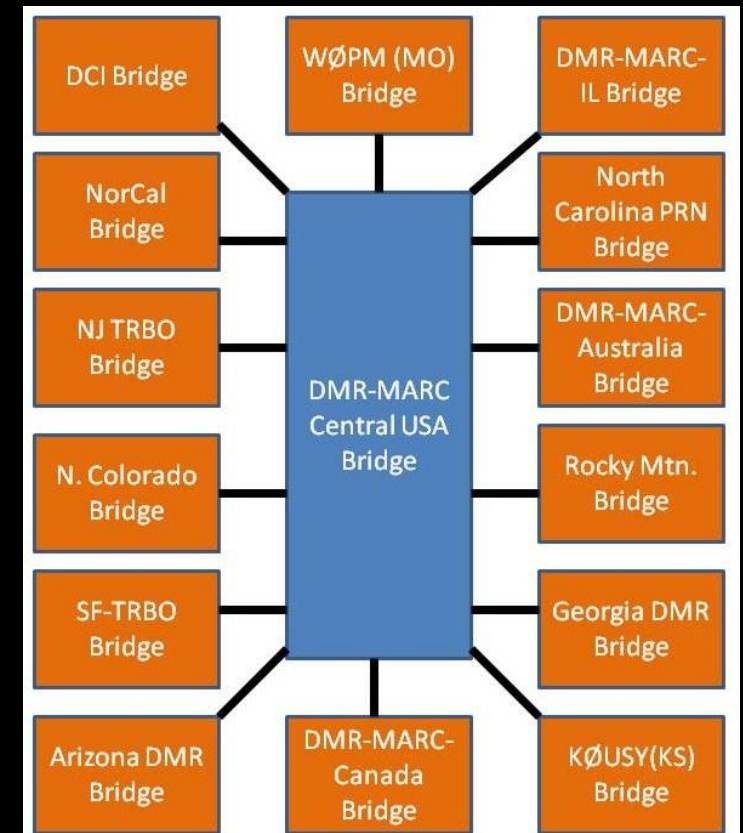 DCI Bridge
WØPM (MO)
Bridge
DMR-MARC-
IL Bridge
NorCal
Bridge
North
Carolina PRN
Bridge
NJ TRBO
Bridge
DMR-MARC-
Australia
Bridge
DMR-MARC
Central USA
Bridge
N. Colorado
Bridge
Rocky Mtn.
Bridge
SF-TRBO
Bridge
Georgia DMR
Bridge
Arizona DMR
Bridge
DMR-MARC-
Canada
Bridge
KØUSY(KS)
Bridge